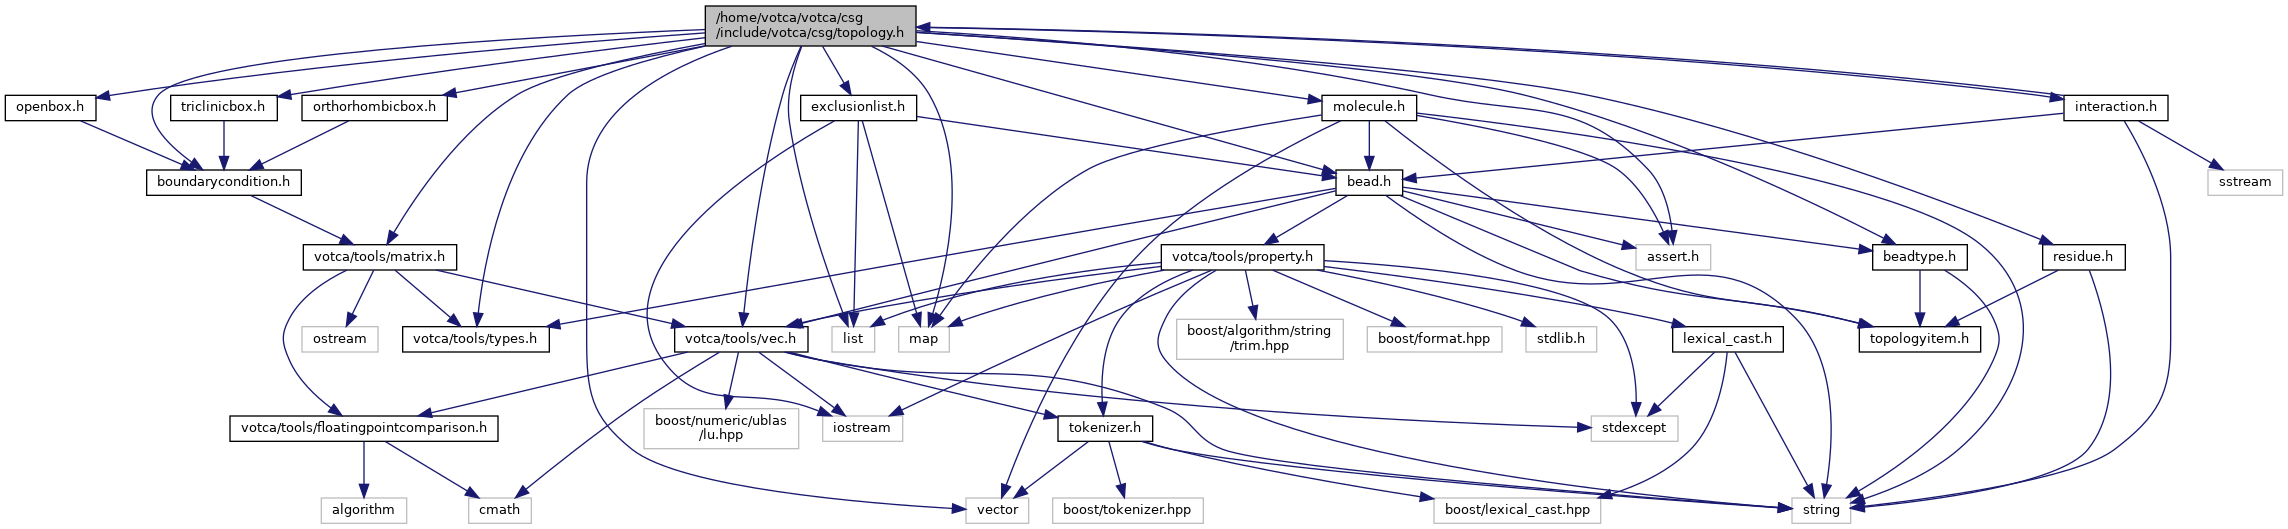 /home/votca/votca/csg
/include/votca/csg/topology.h
openbox.h
triclinicbox.h
orthorhombicbox.h
exclusionlist.h
molecule.h
interaction.h
boundarycondition.h
bead.h
sstream
votca/tools/matrix.h
votca/tools/property.h
assert.h
beadtype.h
residue.h
ostream
votca/tools/types.h
votca/tools/vec.h
list
map
boost/algorithm/string
/trim.hpp
boost/format.hpp
stdlib.h
lexical_cast.h
topologyitem.h
votca/tools/floatingpointcomparison.h
boost/numeric/ublas
/lu.hpp
iostream
tokenizer.h
stdexcept
algorithm
cmath
vector
boost/tokenizer.hpp
boost/lexical_cast.hpp
string